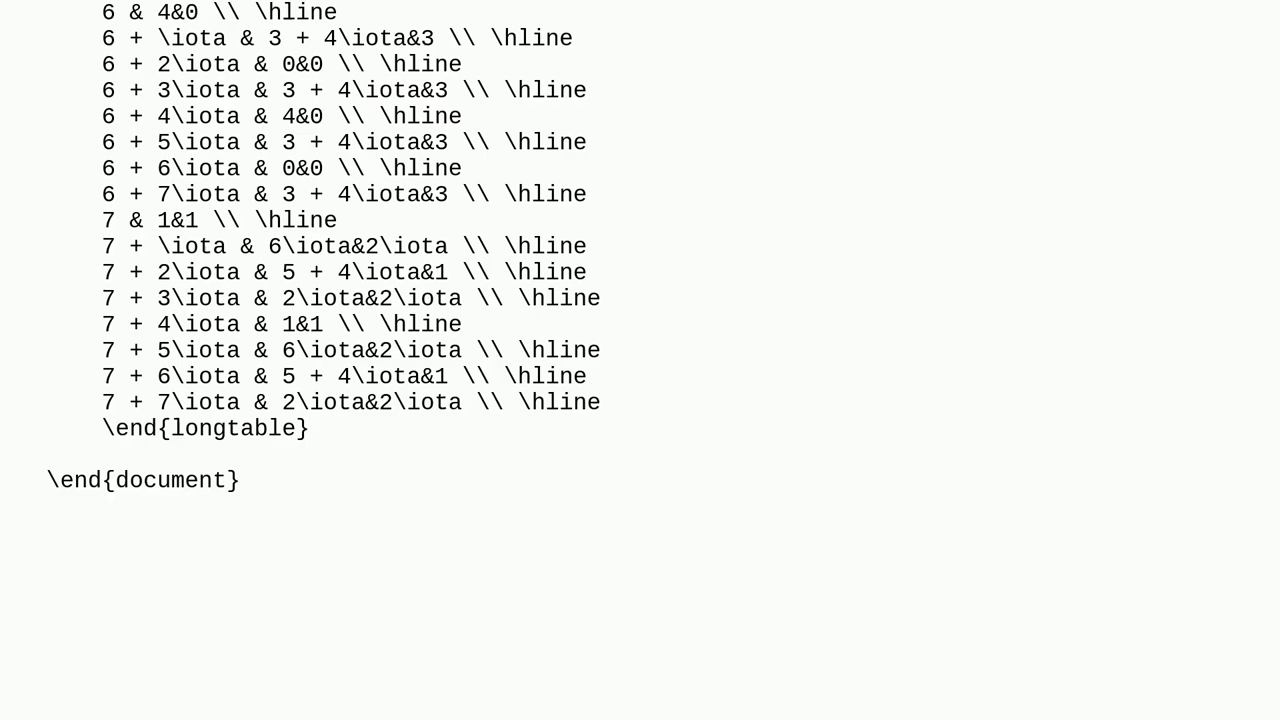 6 & 4&0 \\ \hline
6 + \iota & 3 + 4\iota&3 \\ \hline
6 + 2\iota & 0&0 \\ \hline
6 + 3\iota & 3 + 4\iota&3 \\ \hline
6 + 4\iota & 4&0 \\ \hline
6 + 5\iota & 3 + 4\iota&3 \\ \hline
6 + 6\iota & 0&0 \\ \hline
6 + 7\iota & 3 + 4\iota&3 \\ \hline
7 & 1&1 \\ \hline
7 + \iota & 6\iota&2\iota \\ \hline
7 + 2\iota & 5 + 4\iota&1 \\ \hline
7 + 3\iota & 2\iota&2\iota \\ \hline
7 + 4\iota & 1&1 \\ \hline
7 + 5\iota & 6\iota&2\iota \\ \hline
7 + 6\iota & 5 + 4\iota&1 \\ \hline
7 + 7\iota & 2\iota&2\iota \\ \hline
\end{longtable}
\end{document}